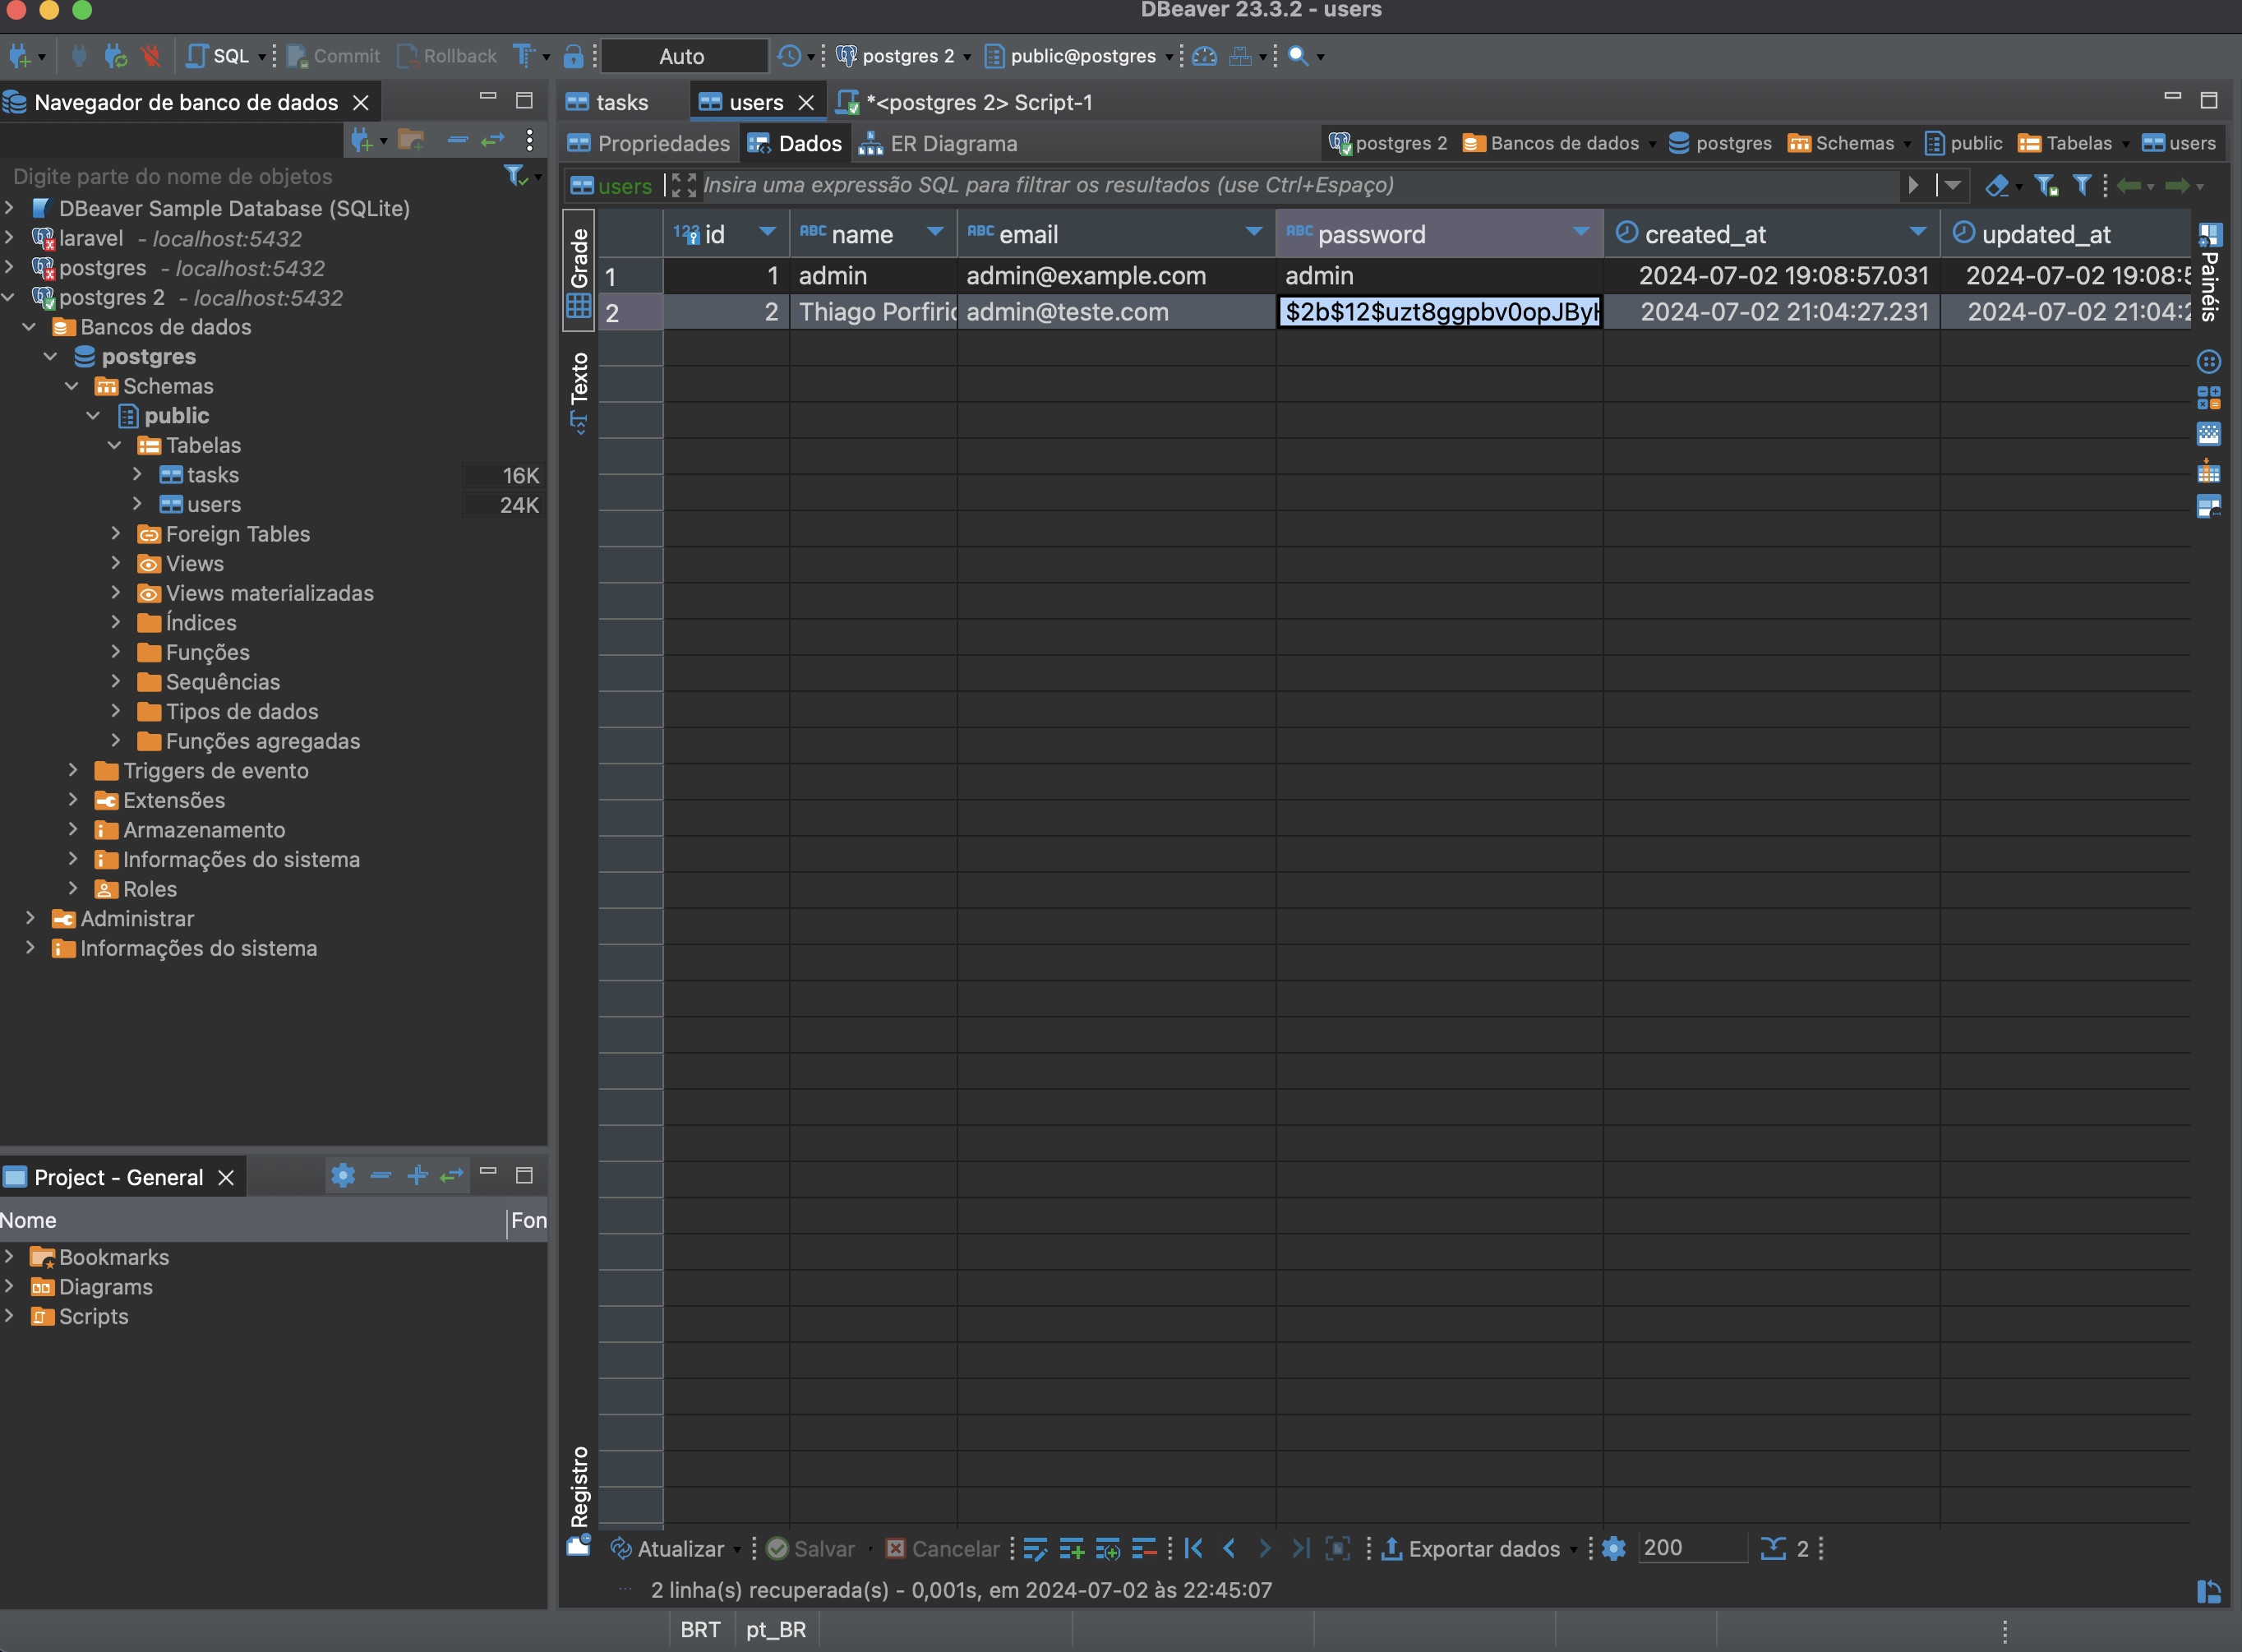 DBeaver 23.3.2 - users
SQL Commit Rollback Auto postgres 2 public@postgres
Navegador de banco de dados
Digite parte do nome de objetos
DBeaver Sample Database (SQLite)
laravel - localhost:5432
postgres - localhost:5432
postgres 2 - localhost:5432
Bancos de dados
postgres
Schemas
public
Tabelas
tasks 16K
users 24K
Foreign Tables
Views
Views materializadas
Índices
Funções
Sequências
Tipos de dados
Funções agregadas
Triggers de evento
Extensões
Armazenamento
Informações do sistema
Roles
Administrar
Informações do sistema
Project - General
Nome Fon
Bookmarks
Diagrams
Scripts
tasks users *<postgres 2> Script-1
Propriedades Dados ER Diagrama postgres 2 Bancos de dados postgres Schemas public Tabelas users
users Insira uma expressão SQL para filtrar os resultados (use Ctrl+Espaço)
Grade
Texto
Registro
123 id ABC name ABC email ABC password created_at updated_at
1 1 admin admin@example.com admin 2024-07-02 19:08:57.031 2024-07-02 19:08:5
2 2 Thiago Porfiric admin@teste.com $2b$12$uzt8ggpbv0opJByH 2024-07-02 21:04:27.231 2024-07-02 21:04:2
Painéis
Atualizar Salvar Cancelar Exportar dados 200 2
2 linha(s) recuperada(s) - 0,001s, em 2024-07-02 às 22:45:07
BRT pt_BR